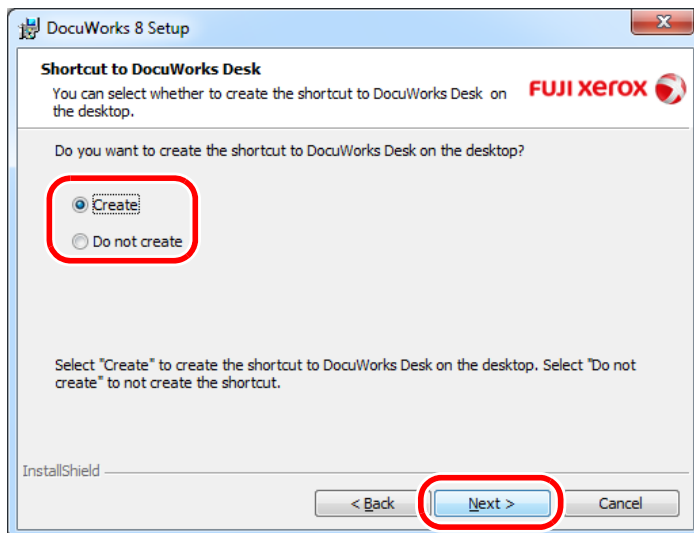 DocuWorks 8 Setup
Shortcut to DocuWorks Desk
You can select whether to create the shortcut to DocuWorks Desk on
the desktop.
FUJI xerox
Do you want to create the shortcut to DocuWorks Desk on the desktop?
Create
Do not create
Select "Create" to create the shortcut to DocuWorks Desk on the desktop. Select "Do not
create" to not create the shortcut.
InstallShield
< Back
Next >
Cancel